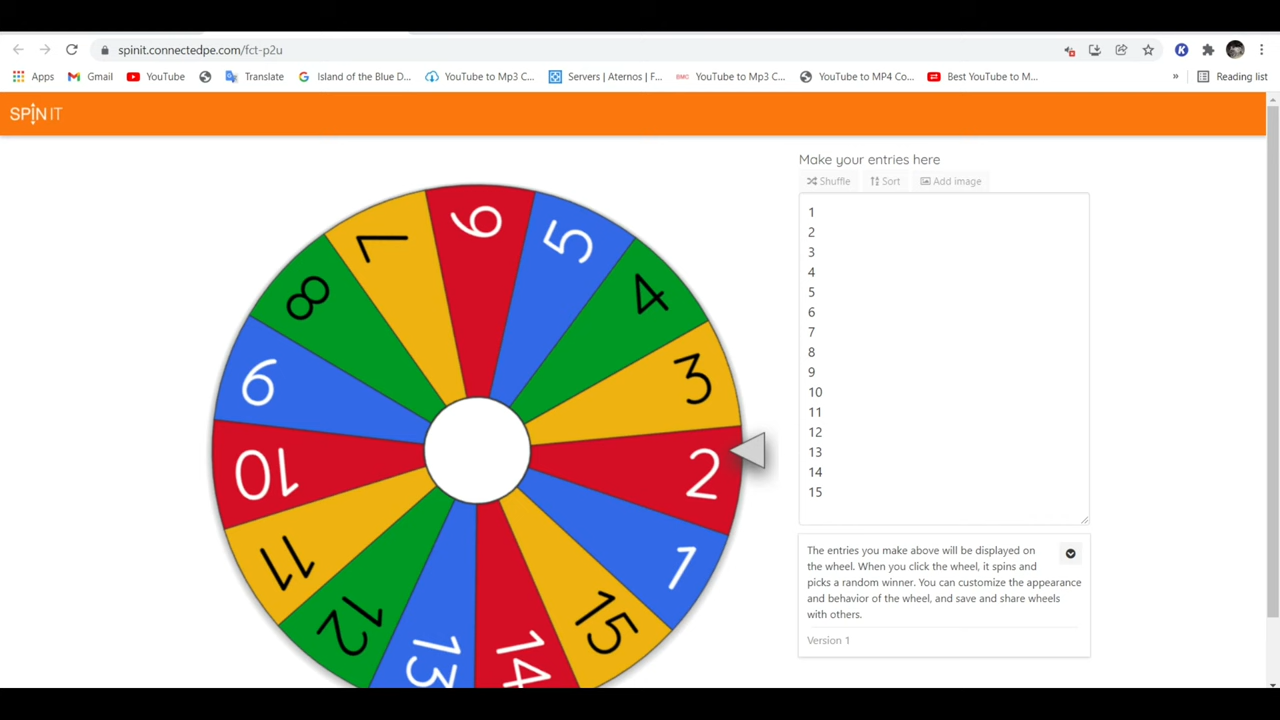 spinit.connectedpe.com/fct-p2u
Apps Gmail YouTube Translate Island of the Blue D... YouTube to Mp3 C... Servers | Aternos | F... BMC YouTube to Mp3 C... YouTube to MP4 Co... Best YouTube to M... » Reading list
SPIN IT
Make your entries here
Shuffle Sort Add image
1
2
3
4
5
6
7
8
9
10
11
12
13
14
15
The entries you make above will be displayed on
the wheel. When you click the wheel, it spins and
picks a random winner. You can customize the appearance
and behavior of the wheel, and save and share wheels
with others.
Version 1
6
5
4
3
2
1
15
14
13
12
11
10
9
8
7